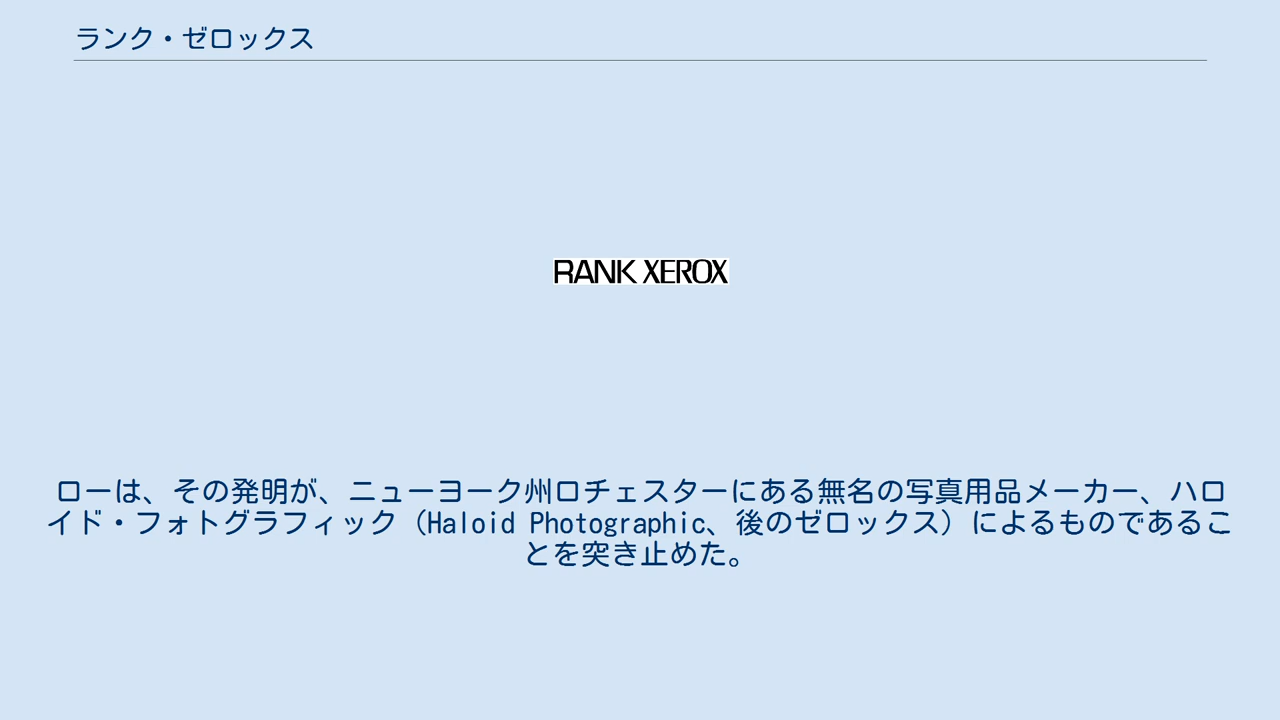 ランク・ゼロックス
RANK XEROX
ローは、その発明が、ニューヨーク州ロチェスターにある無名の写真用品メーカー、ハロ
イド・フォトグラフィック（Haloid Photographic、後のゼロックス）によるものであるこ
とを突き止めた。